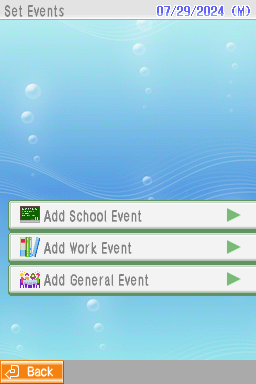 Set Events
07/29/2024 (M)
Add School Event
Add Work Event
Add General Event
Back